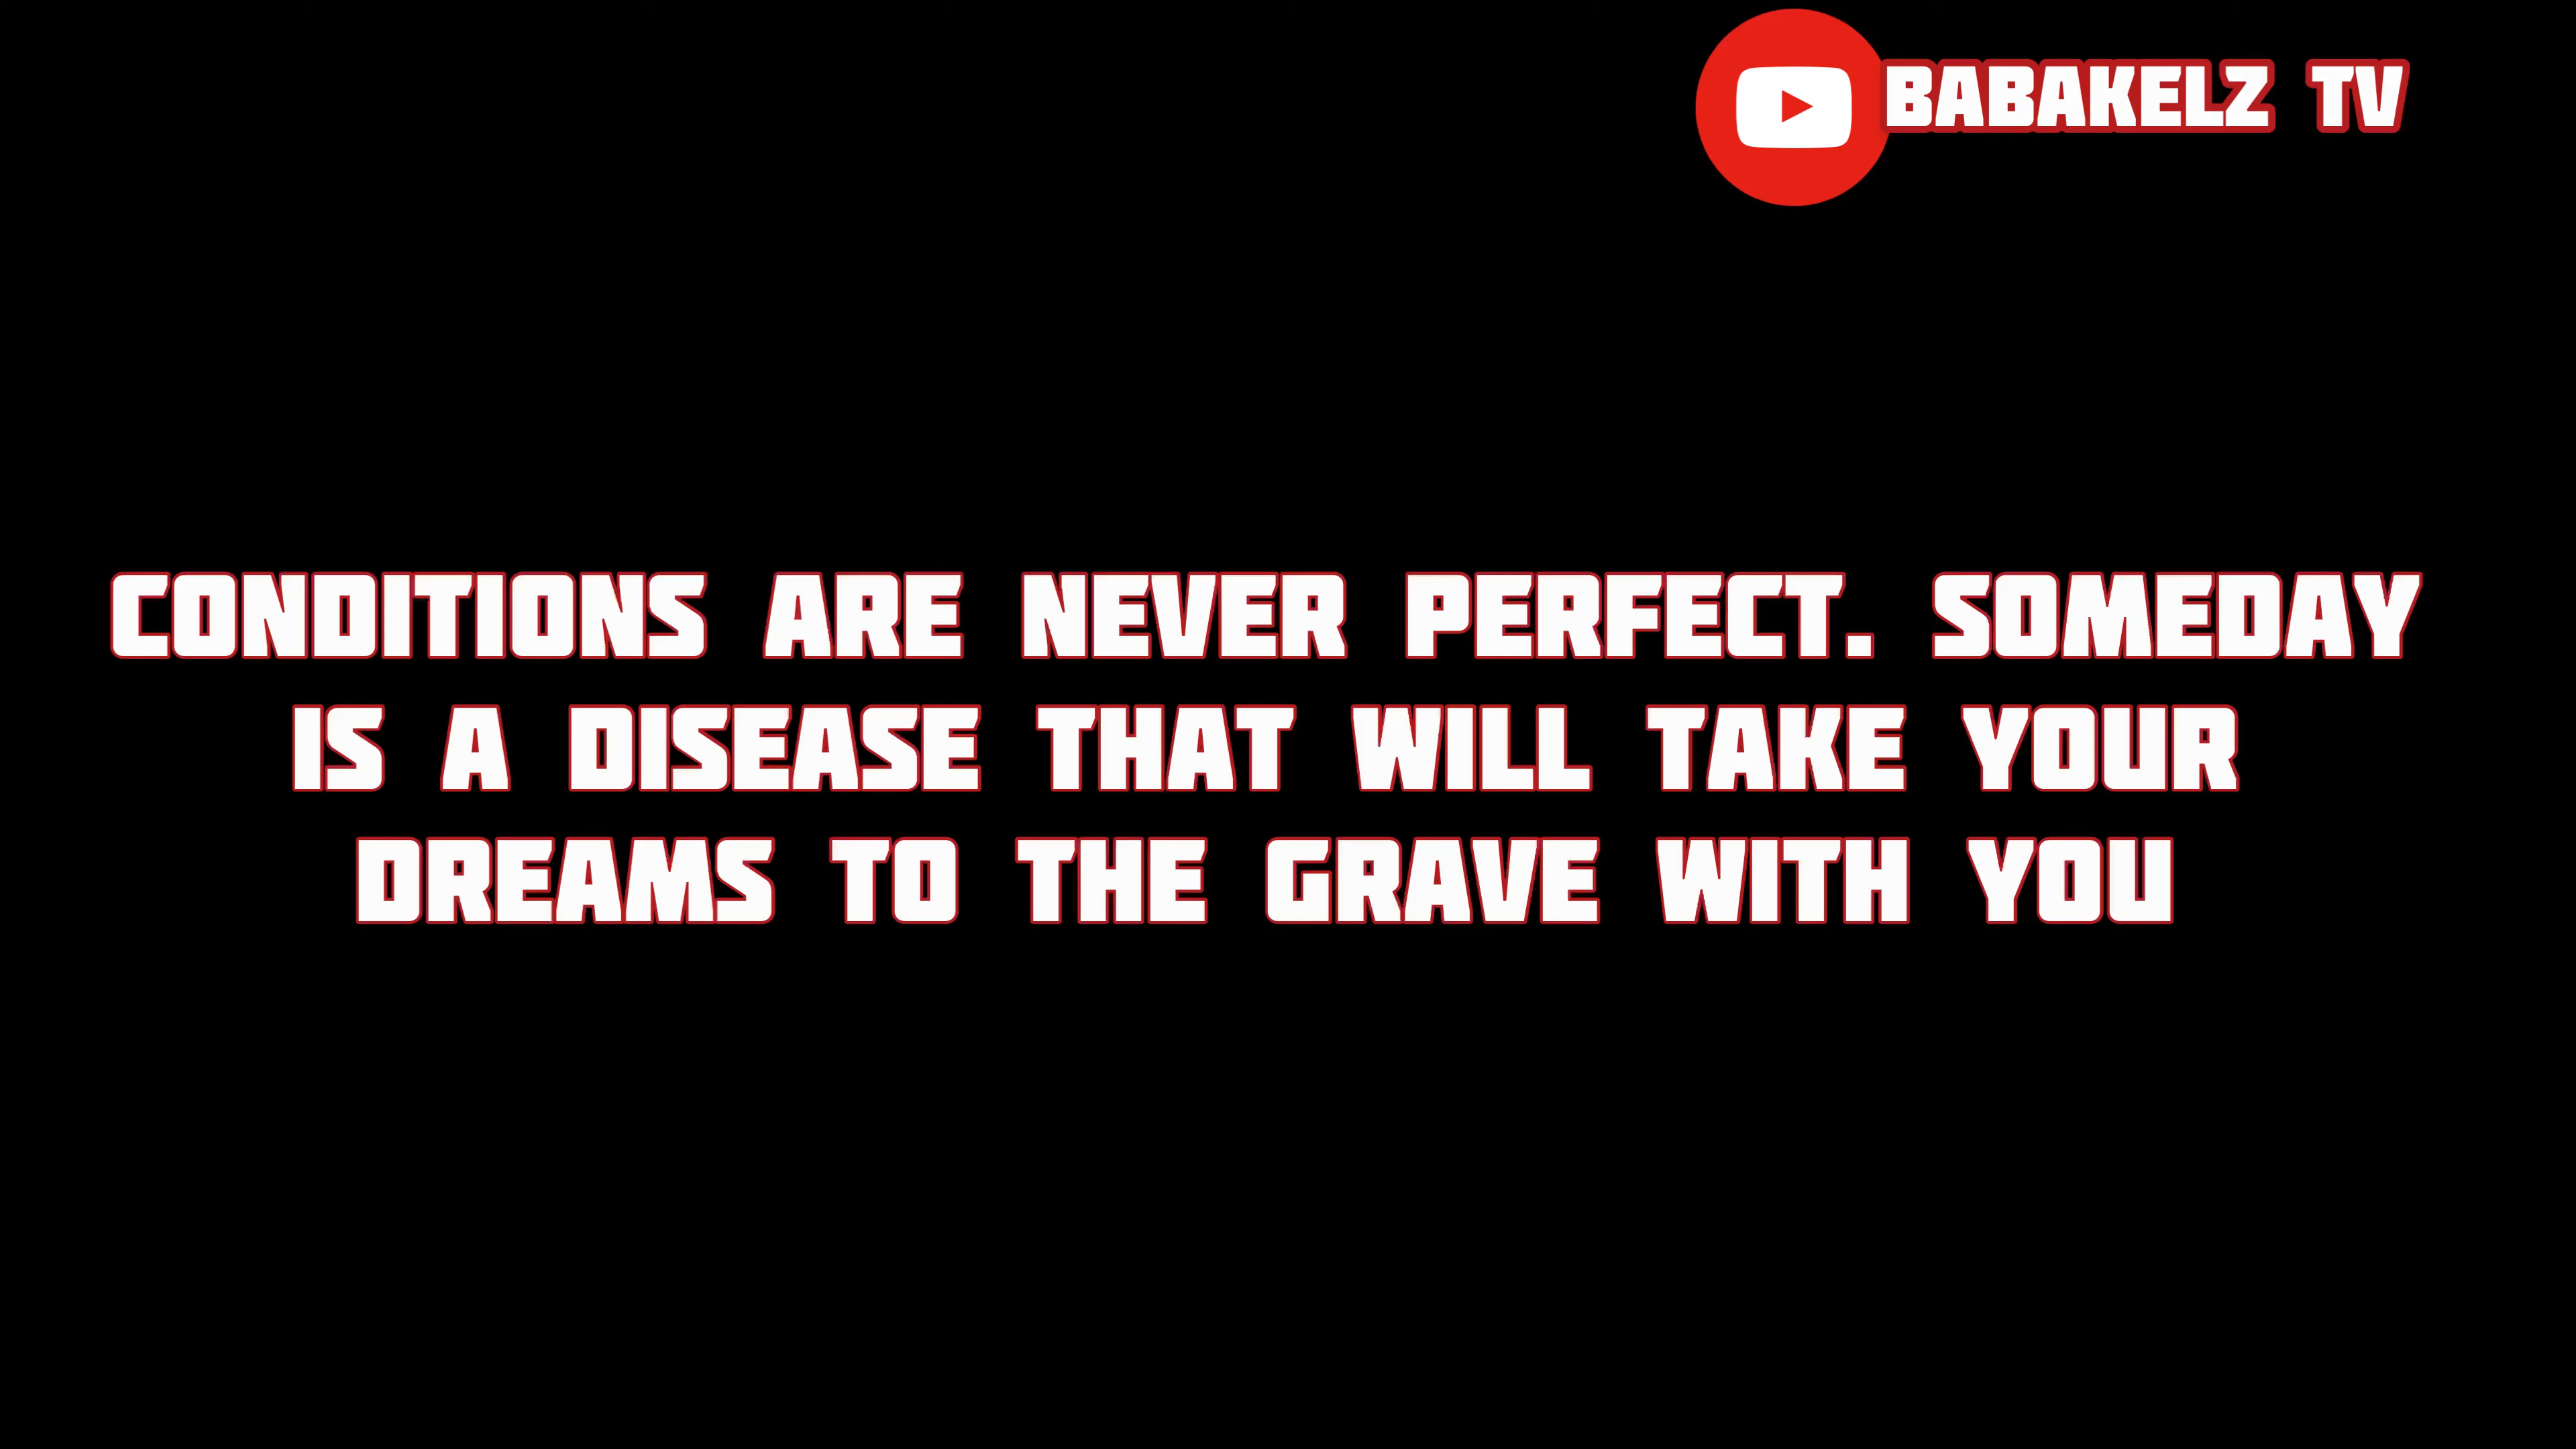 BABAKELZ TV
CONDITIONS ARE NEVER PERFECT. SOMEDAY
IS A DISEASE THAT WILL TAKE YOUR
DREAMS TO THE GRAVE WITH YOU